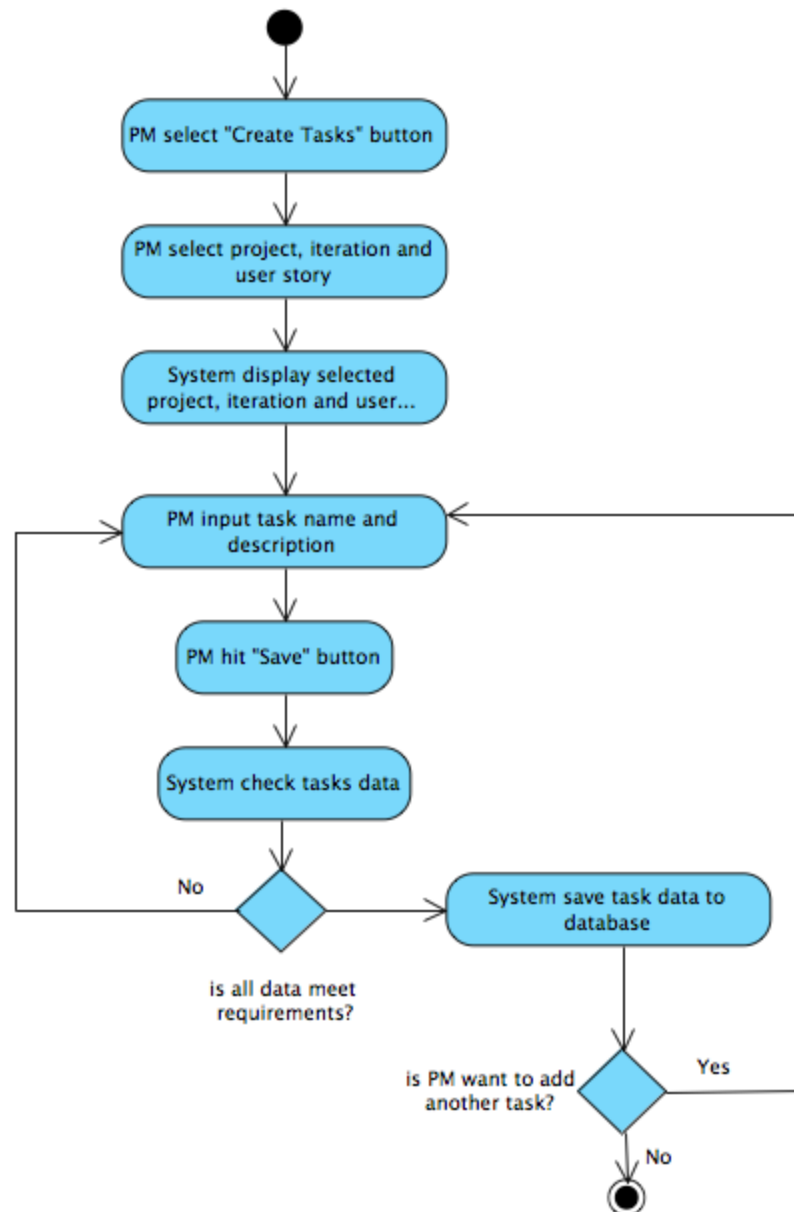 PM select "Create Tasks" button
PM select project, iteration and
user story
System display selected
project, iteration and user...
PM input task name and
description
PM hit "Save" button
System check tasks data
No
System save task data to
database
is all data meet
requirements?
is PM want to add
another task?
Yes
No